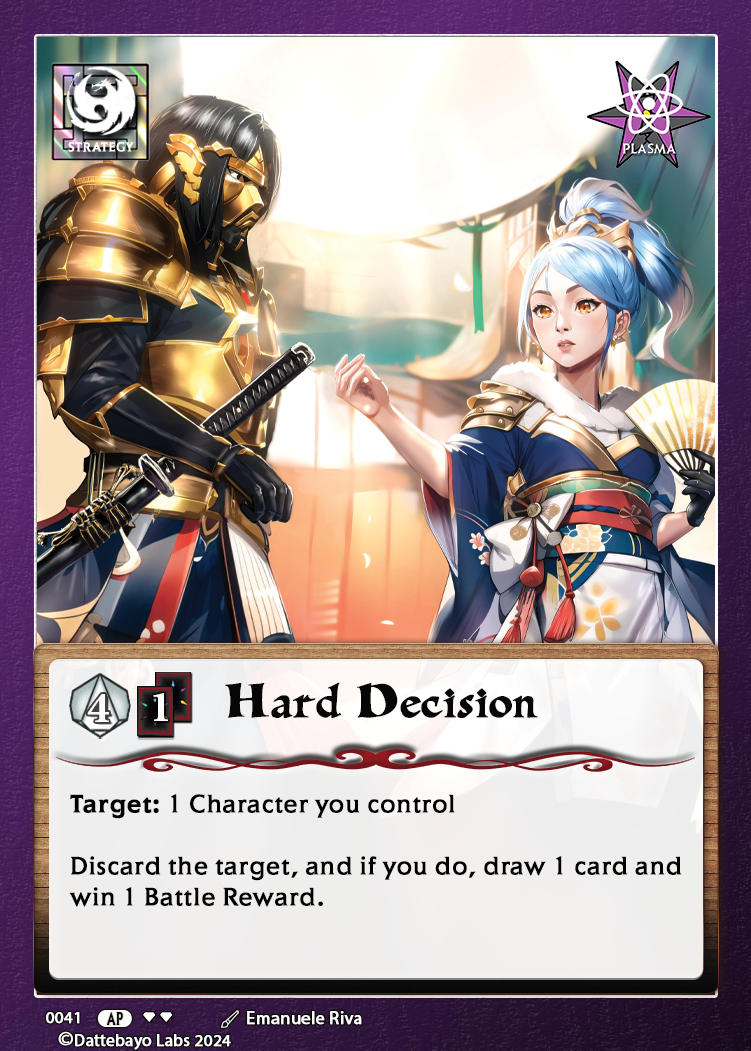 STRATEGY
PLASMA
4 1 Hard Decision
Target: 1 Character you control
Discard the target, and if you do, draw 1 card and
win 1 Battle Reward.
0041 AP Emanuele Riva
©Dattebayo Labs 2024